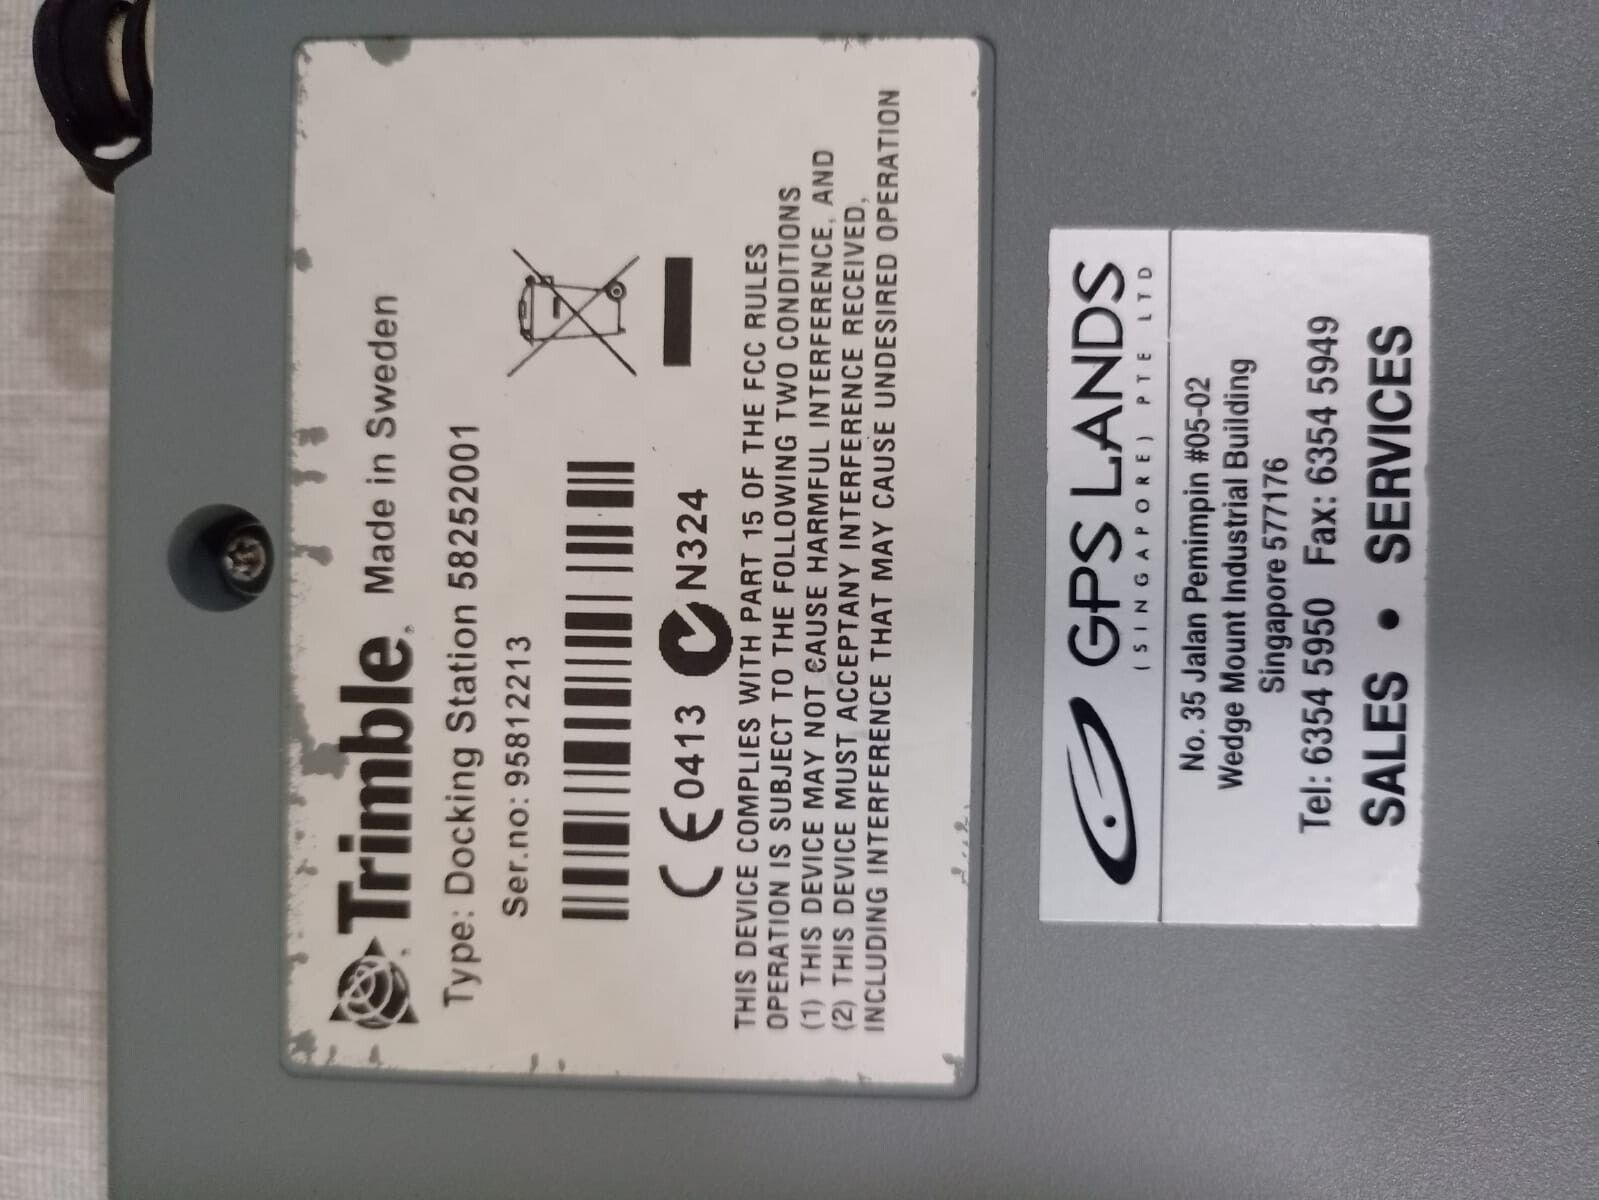 Trimble® Made in Sweden
Type: Docking Station 58252001
Ser.no: 95812213
CE0413 N324
THIS DEVICE COMPLIES WITH PART 15 OF THE FCC RULES
OPERATION IS SUBJECT TO THE FOLLOWING TWO CONDITIONS
(1) THIS DEVICE MAY NOT CAUSE HARMFUL INTERFERENCE, AND
(2) THIS DEVICE MUST ACCEPTANY INTERFERENCE RECEIVED,
INCLUDING INTERFERENCE THAT MAY CAUSE UNDESIRED OPERATION
GPS LANDS
(SINGAPORE) PTE LTD
No. 35 Jalan Pemimpin #05-02
Wedge Mount Industrial Building
Singapore 577176
Tel: 6354 5950 Fax: 6354 5949
SALES • SERVICES